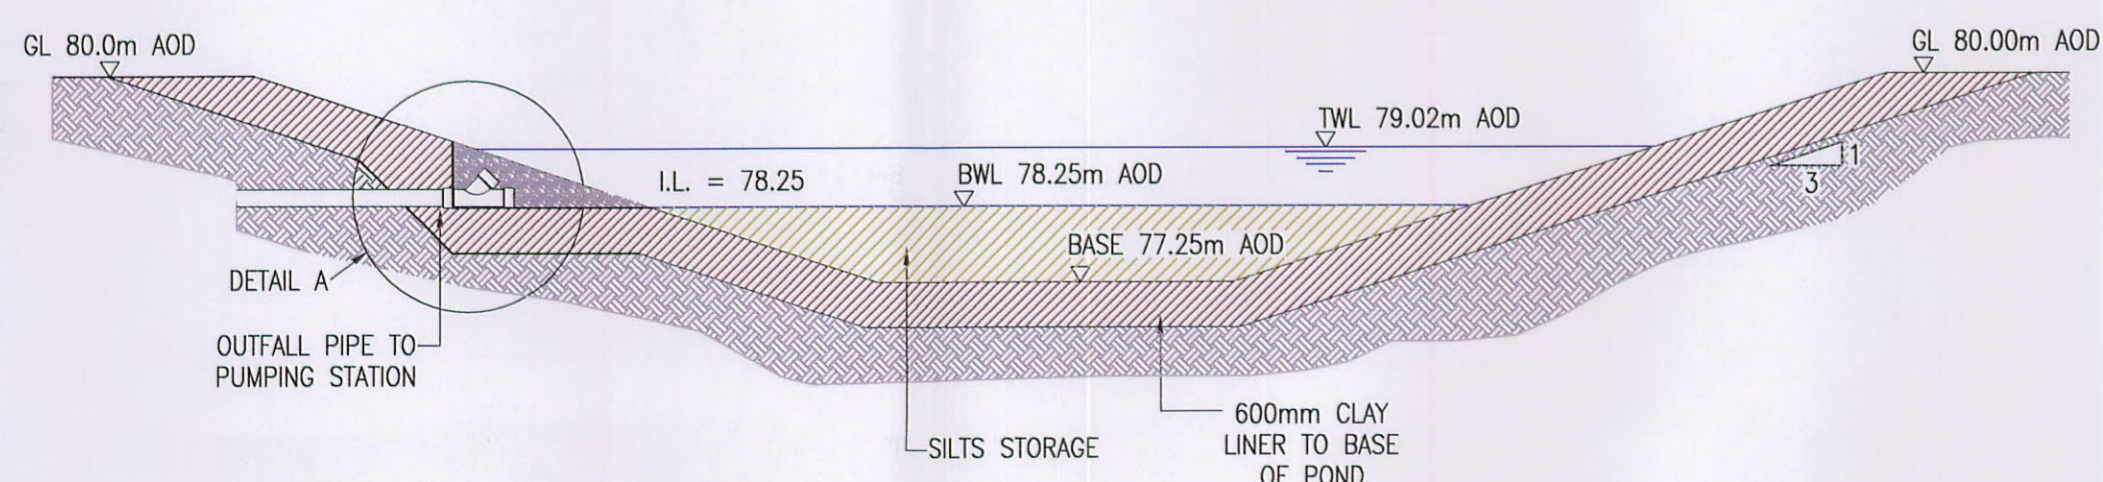 GL 80.0m AOD
GL 80.00m AOD
TWL 79.02m AOD
I.L. = 78.25
BWL 78.25m AOD
1
3
BASE 77.25m AOD
DETAIL A
OUTFALL PIPE TO
PUMPING STATION
SILTS STORAGE
600mm CLAY
LINER TO BASE
OF POND